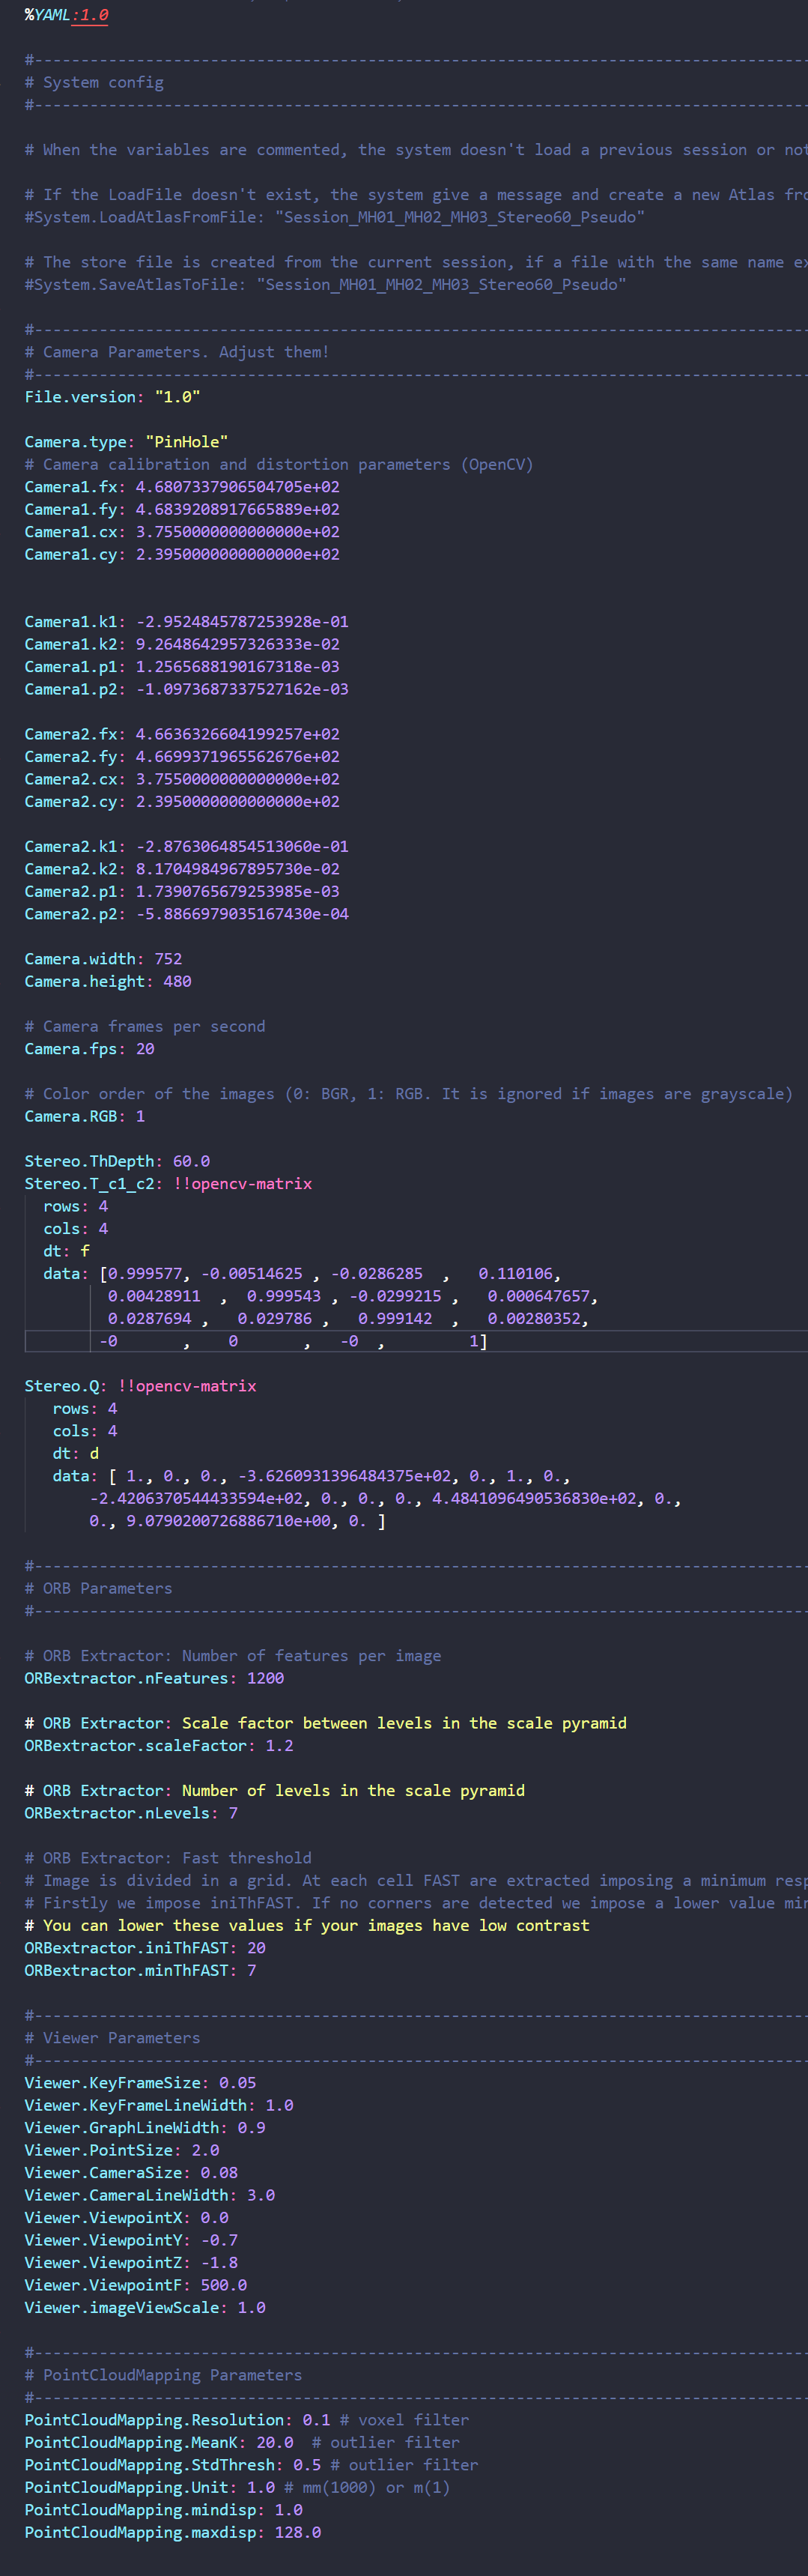 %YAML:1.0
#-------------------------------------------------------------------------------------
# System config
#-------------------------------------------------------------------------------------
# When the variables are commented, the system doesn't load a previous session or not
# If the LoadFile doesn't exist, the system give a message and create a new Atlas fro
#System.LoadAtlasFromFile: "Session_MH01_MH02_MH03_Stereo60_Pseudo"
# The store file is created from the current session, if a file with the same name ex
#System.SaveAtlasToFile: "Session_MH01_MH02_MH03_Stereo60_Pseudo"
#-------------------------------------------------------------------------------------
# Camera Parameters. Adjust them!
#-------------------------------------------------------------------------------------
File.version: "1.0"
Camera.type: "PinHole"
# Camera calibration and distortion parameters (OpenCV)
Camera1.fx: 4.6807337906504705e+02
Camera1.fy: 4.6839208917665889e+02
Camera1.cx: 3.7550000000000000e+02
Camera1.cy: 2.3950000000000000e+02
Camera1.k1: -2.9524845787253928e-01
Camera1.k2: 9.2648642957326333e-02
Camera1.p1: 1.2565688190167318e-03
Camera1.p2: -1.0973687337527162e-03
Camera2.fx: 4.6636326604199257e+02
Camera2.fy: 4.6699371965562676e+02
Camera2.cx: 3.7550000000000000e+02
Camera2.cy: 2.3950000000000000e+02
Camera2.k1: -2.8763064854513060e-01
Camera2.k2: 8.1704984967895730e-02
Camera2.p1: 1.7390765679253985e-03
Camera2.p2: -5.8866979035167430e-04
Camera.width: 752
Camera.height: 480
# Camera frames per second
Camera.fps: 20
# Color order of the images (0: BGR, 1: RGB. It is ignored if images are grayscale)
Camera.RGB: 1
Stereo.ThDepth: 60.0
Stereo.T_c1_c2: !!opencv-matrix
rows: 4
cols: 4
dt: f
data: [0.999577, -0.00514625 , -0.0286285  ,   0.110106,
0.00428911  ,  0.999543 , -0.0299215 ,   0.000647657,
0.0287694 ,   0.029786 ,   0.999142  ,   0.00280352,
-0       ,    0       ,   -0  ,         1]
Stereo.Q: !!opencv-matrix
rows: 4
cols: 4
dt: d
data: [ 1., 0., 0., -3.6260931396484375e+02, 0., 1., 0.,
-2.4206370544433594e+02, 0., 0., 0., 4.4841096490536830e+02, 0.,
0., 9.0790200726886710e+00, 0. ]
#-------------------------------------------------------------------------------------
# ORB Parameters
#-------------------------------------------------------------------------------------
# ORB Extractor: Number of features per image
ORBextractor.nFeatures: 1200
# ORB Extractor: Scale factor between levels in the scale pyramid
ORBextractor.scaleFactor: 1.2
# ORB Extractor: Number of levels in the scale pyramid
ORBextractor.nLevels: 7
# ORB Extractor: Fast threshold
# Image is divided in a grid. At each cell FAST are extracted imposing a minimum resp
# Firstly we impose iniThFAST. If no corners are detected we impose a lower value min
# You can lower these values if your images have low contrast
ORBextractor.iniThFAST: 20
ORBextractor.minThFAST: 7
#-------------------------------------------------------------------------------------
# Viewer Parameters
#-------------------------------------------------------------------------------------
Viewer.KeyFrameSize: 0.05
Viewer.KeyFrameLineWidth: 1.0
Viewer.GraphLineWidth: 0.9
Viewer.PointSize: 2.0
Viewer.CameraSize: 0.08
Viewer.CameraLineWidth: 3.0
Viewer.ViewpointX: 0.0
Viewer.ViewpointY: -0.7
Viewer.ViewpointZ: -1.8
Viewer.ViewpointF: 500.0
Viewer.imageViewScale: 1.0
#-------------------------------------------------------------------------------------
# PointCloudMapping Parameters
#-------------------------------------------------------------------------------------
PointCloudMapping.Resolution: 0.1 # voxel filter
PointCloudMapping.MeanK: 20.0  # outlier filter
PointCloudMapping.StdThresh: 0.5 # outlier filter
PointCloudMapping.Unit: 1.0 # mm(1000) or m(1)
PointCloudMapping.mindisp: 1.0
PointCloudMapping.maxdisp: 128.0